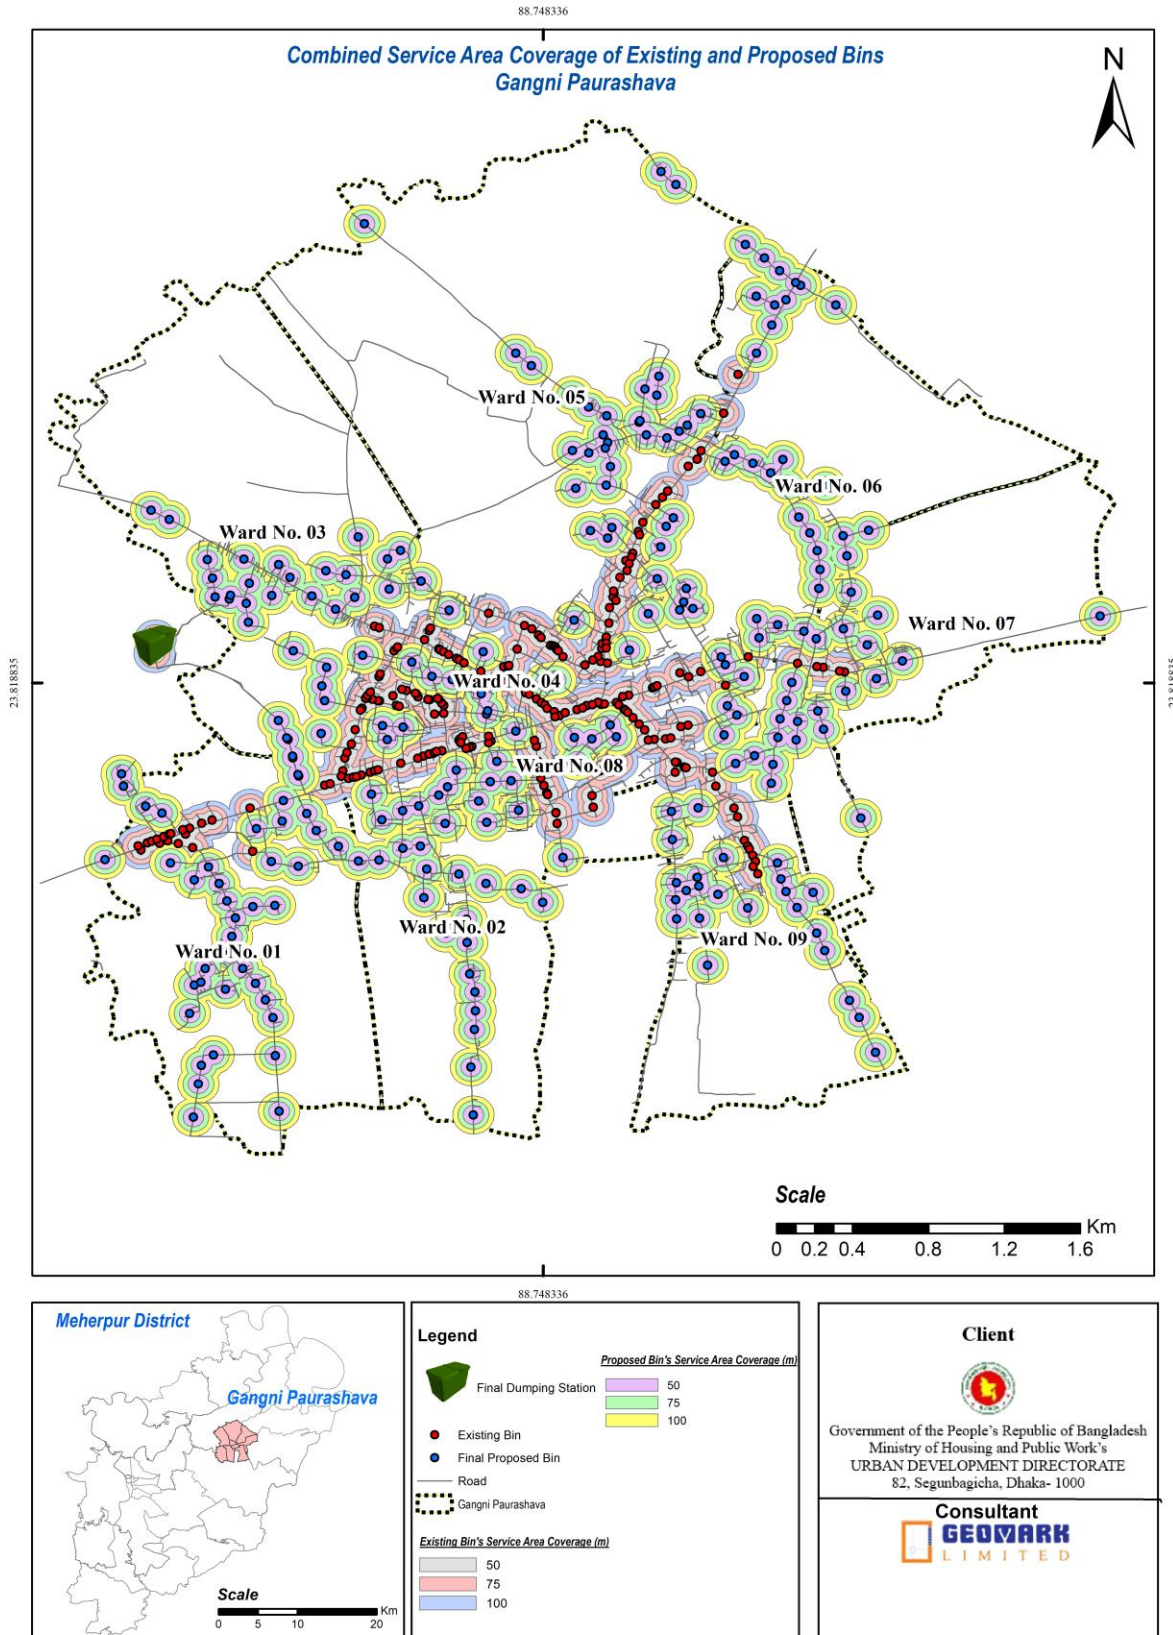 88.748336
Combined Service Area Coverage of Existing and Proposed Bins
Gangni Paurashava
N
Ward No. 05
Ward No. 06
Ward No. 03
Ward No. 07
23.818835
Ward No. 04
23.818835
Ward No. 08
Ward No. 02
Ward No. 09
Ward No. 01
Scale
Km
0 0.2 0.4 0.8 1.2 1.6
88.748336
Meherpur District
Gangni Paurashava
Scale
Km
0 5 10 20
Legend
Final Dumping Station
Existing Bin
Final Proposed Bin
Road
Gangni Paurashava
Existing Bin's Service Area Coverage (m)
50
75
100
Proposed Bin's Service Area Coverage (m)
50
75
100
Client
Government of the People's Republic of Bangladesh
Ministry of Housing and Public Work's
URBAN DEVELOPMENT DIRECTORATE
82, Segunbagicha, Dhaka- 1000
Consultant
GEOMARK
LIMITED